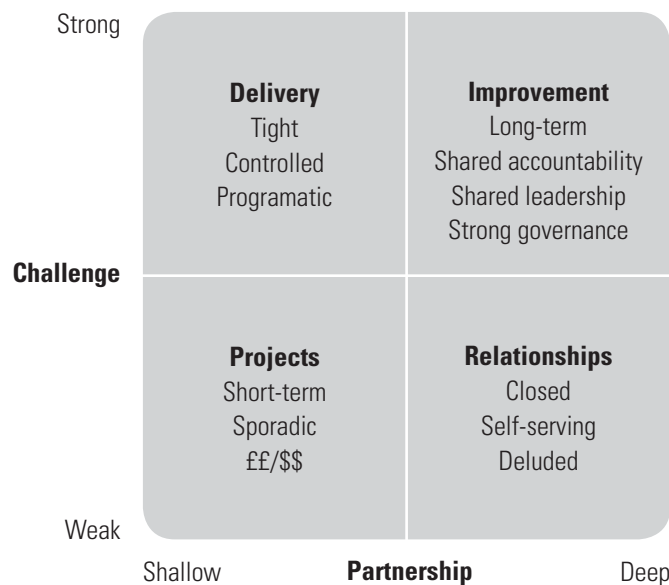 Strong
Delivery
Tight
Controlled
Programatic
Improvement
Long-term
Shared accountability
Shared leadership
Strong governance
Challenge
Projects
Short-term
Sporadic
££/$$
Relationships
Closed
Self-serving
Deluded
Weak
Shallow Partnership Deep